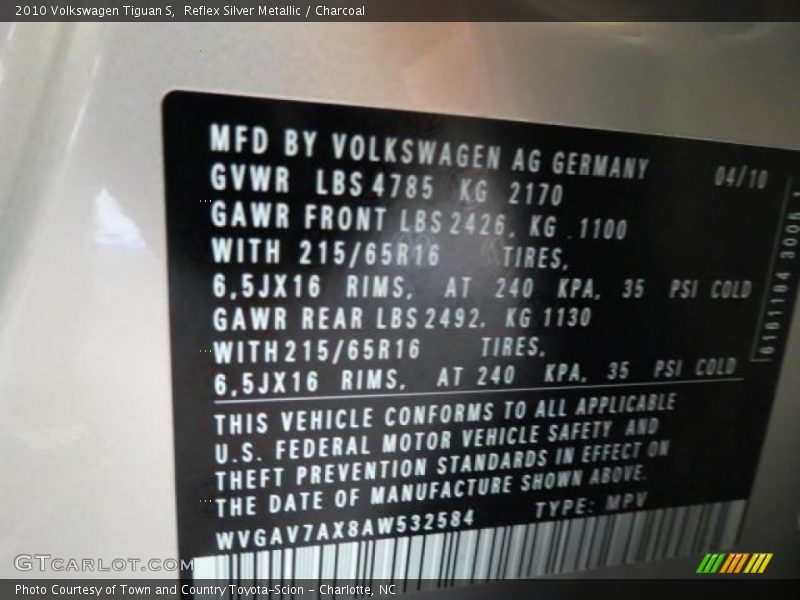 2010 Volkswagen Tiguan S,  Reflex Silver Metallic / Charcoal
MFD BY VOLKSWAGEN AG GERMANY 04/10
GVWR LBS 4785 KG 2170
GAWR FRONT LBS 2426, KG 1100
WITH 215/65R16 TIRES,
6,5JX16 RIMS, AT 240 KPA, 35 PSI COLD
GAWR REAR LBS 2492, KG 1130
WITH 215/65R16 TIRES,
6,5JX16 RIMS, AT 240 KPA, 35 PSI COLD
THIS VEHICLE CONFORMS TO ALL APPLICABLE
U.S. FEDERAL MOTOR VEHICLE SAFETY AND
THEFT PREVENTION STANDARDS IN EFFECT ON
THE DATE OF MANUFACTURE SHOWN ABOVE.
WVGAV7AX8AW532584 TYPE: MPV
6161184 3006
GTcarlot.com
Photo Courtesy of Town and Country Toyota-Scion - Charlotte, NC